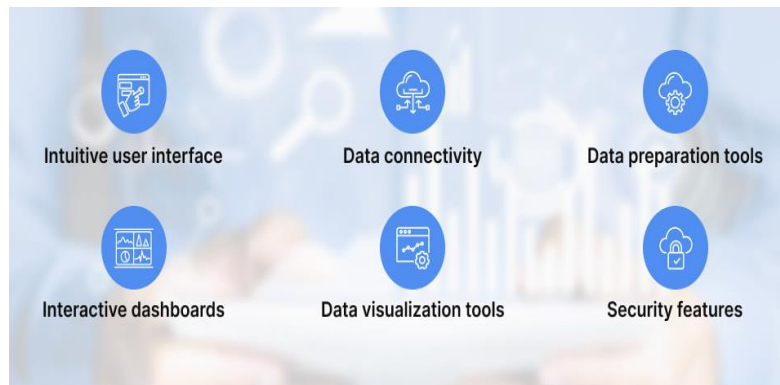 Intuitive user interface
Data connectivity
Data preparation tools
Interactive dashboards
Data visualization tools
Security features